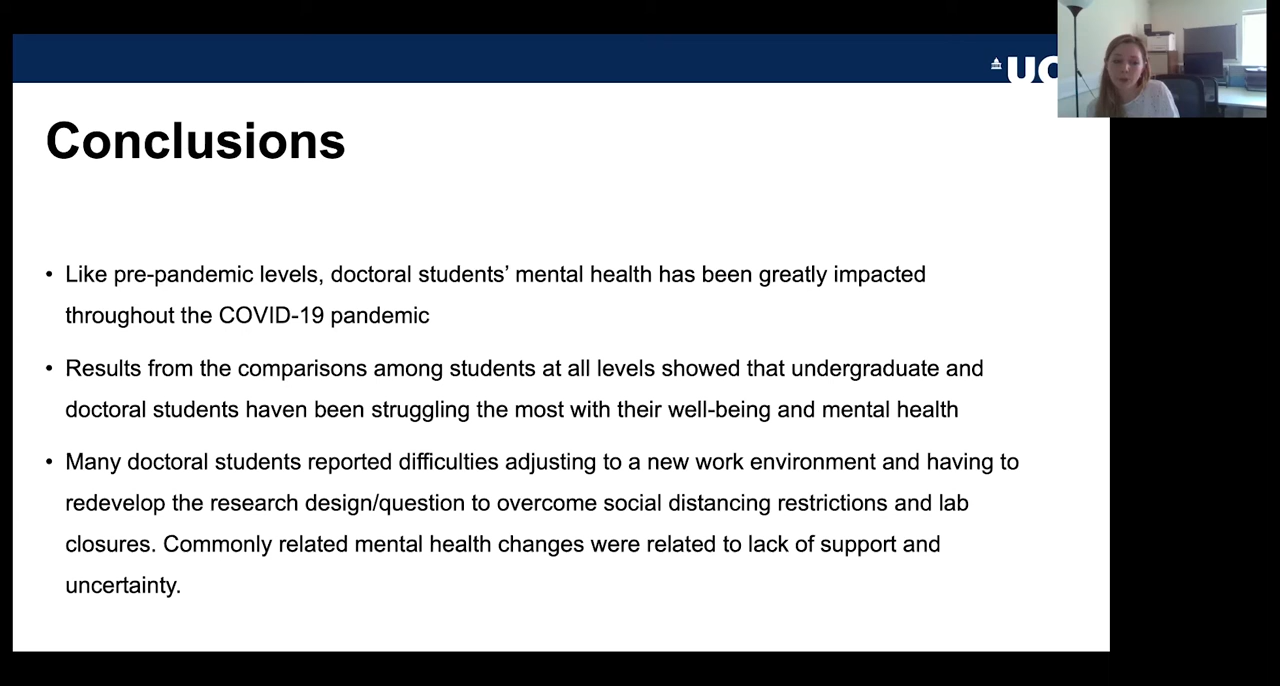 UC
Conclusions
• Like pre-pandemic levels, doctoral students’ mental health has been greatly impacted
throughout the COVID-19 pandemic
• Results from the comparisons among students at all levels showed that undergraduate and
doctoral students haven been struggling the most with their well-being and mental health
• Many doctoral students reported difficulties adjusting to a new work environment and having to
redevelop the research design/question to overcome social distancing restrictions and lab
closures. Commonly related mental health changes were related to lack of support and
uncertainty.